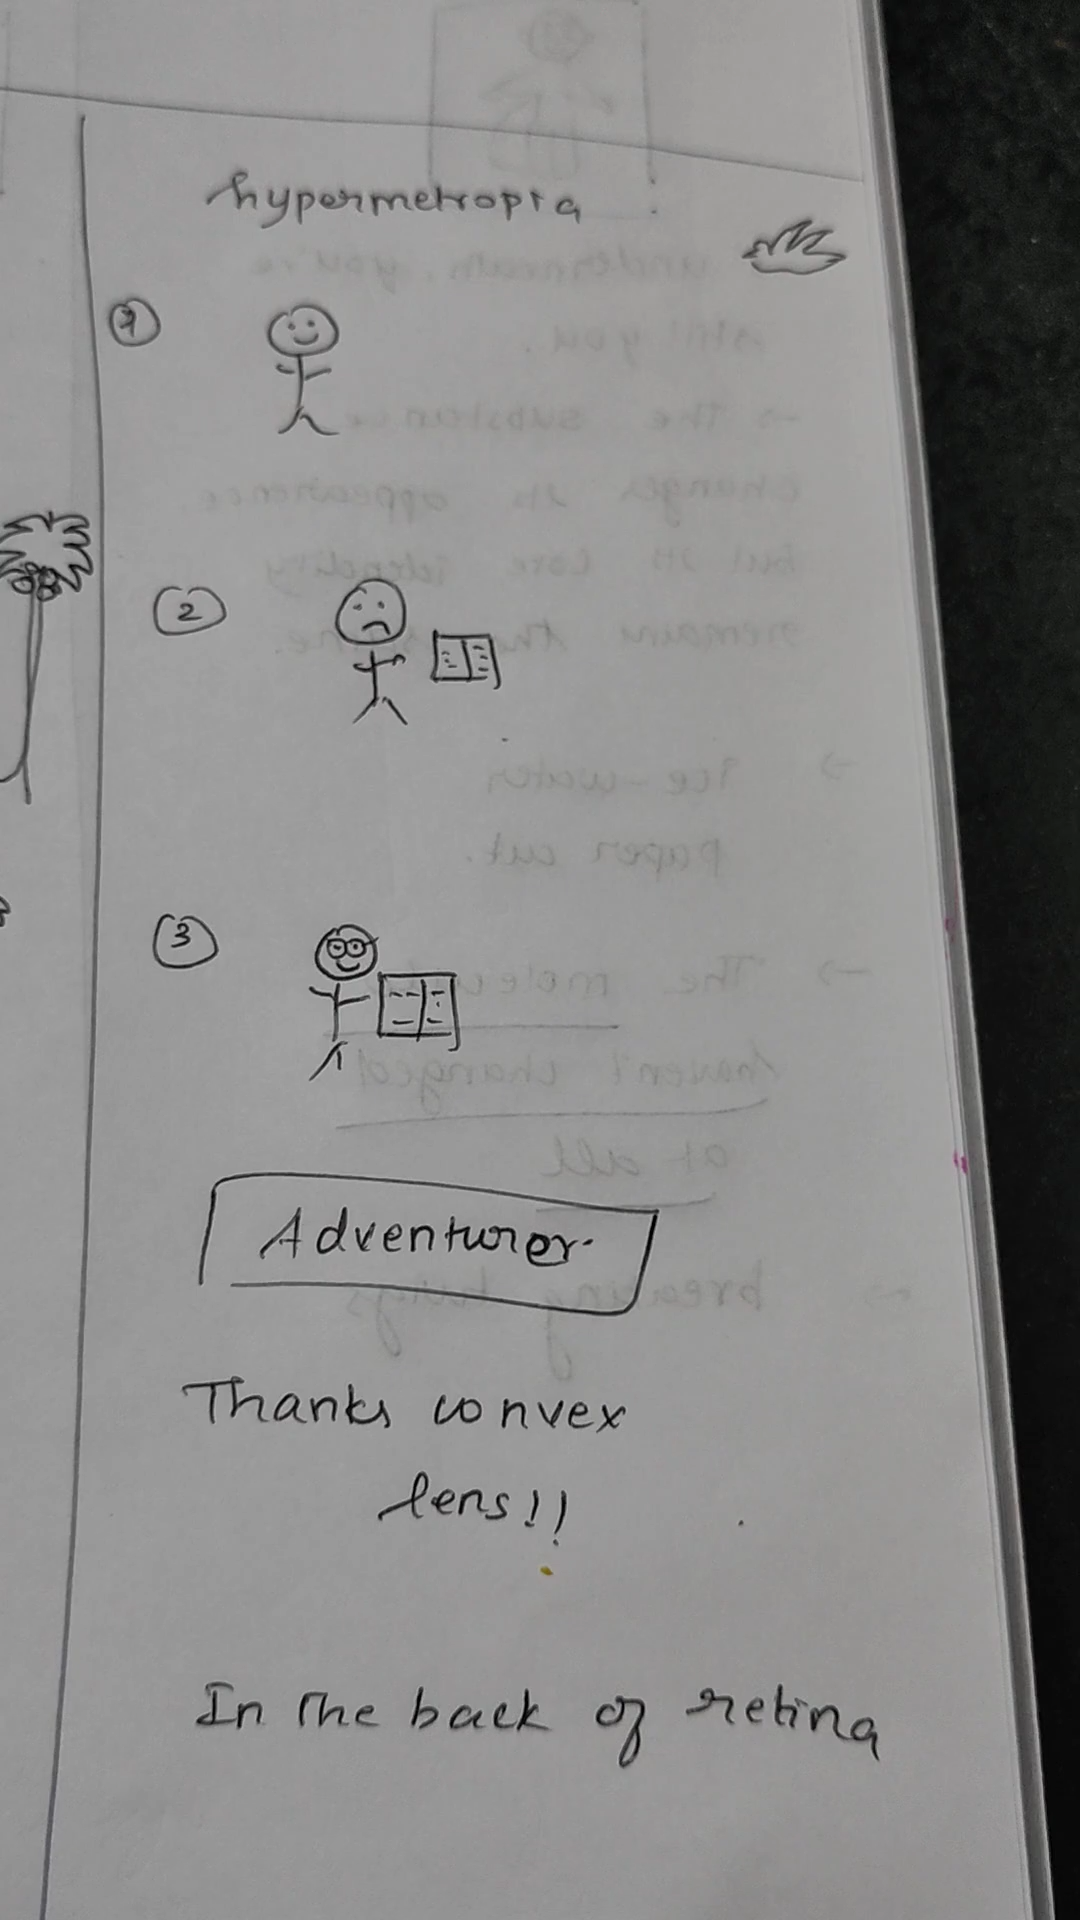 hypermetropia
1
2
3
Adventurer
Thanks convex
lens!!
In the back of retina